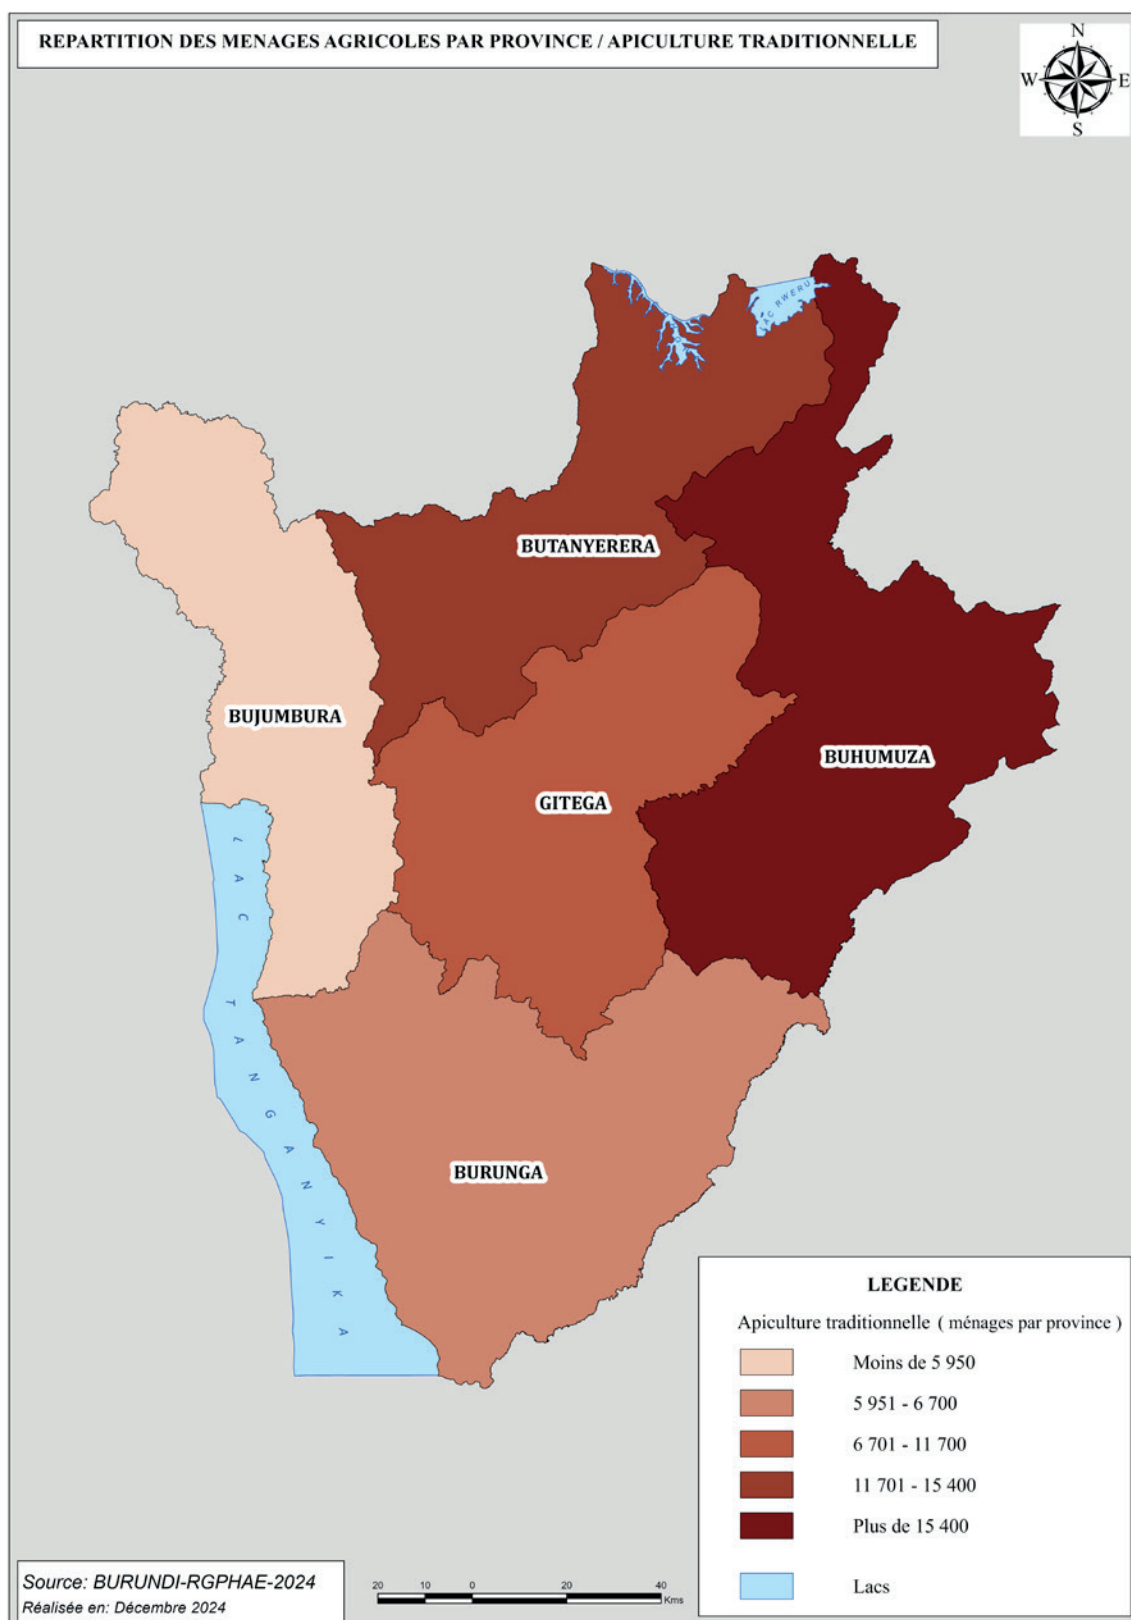 REPARTITION DES MENAGES AGRICOLES PAR PROVINCE / APICULTURE TRADITIONNELLE
N
W E
S
LAC RWERU
BUTANYERERA
BUJUMBURA
BUHUMUZA
GITEGA
LAC TANGANYIKA
BURUNGA
LEGENDE
Apiculture traditionnelle ( ménages par province )
Moins de 5 950
5 951 - 6 700
6 701 - 11 700
11 701 - 15 400
Plus de 15 400
Lacs
Source: BURUNDI-RGPHAE-2024
Réalisée en: Décembre 2024
20 10 0 20 40
Kms